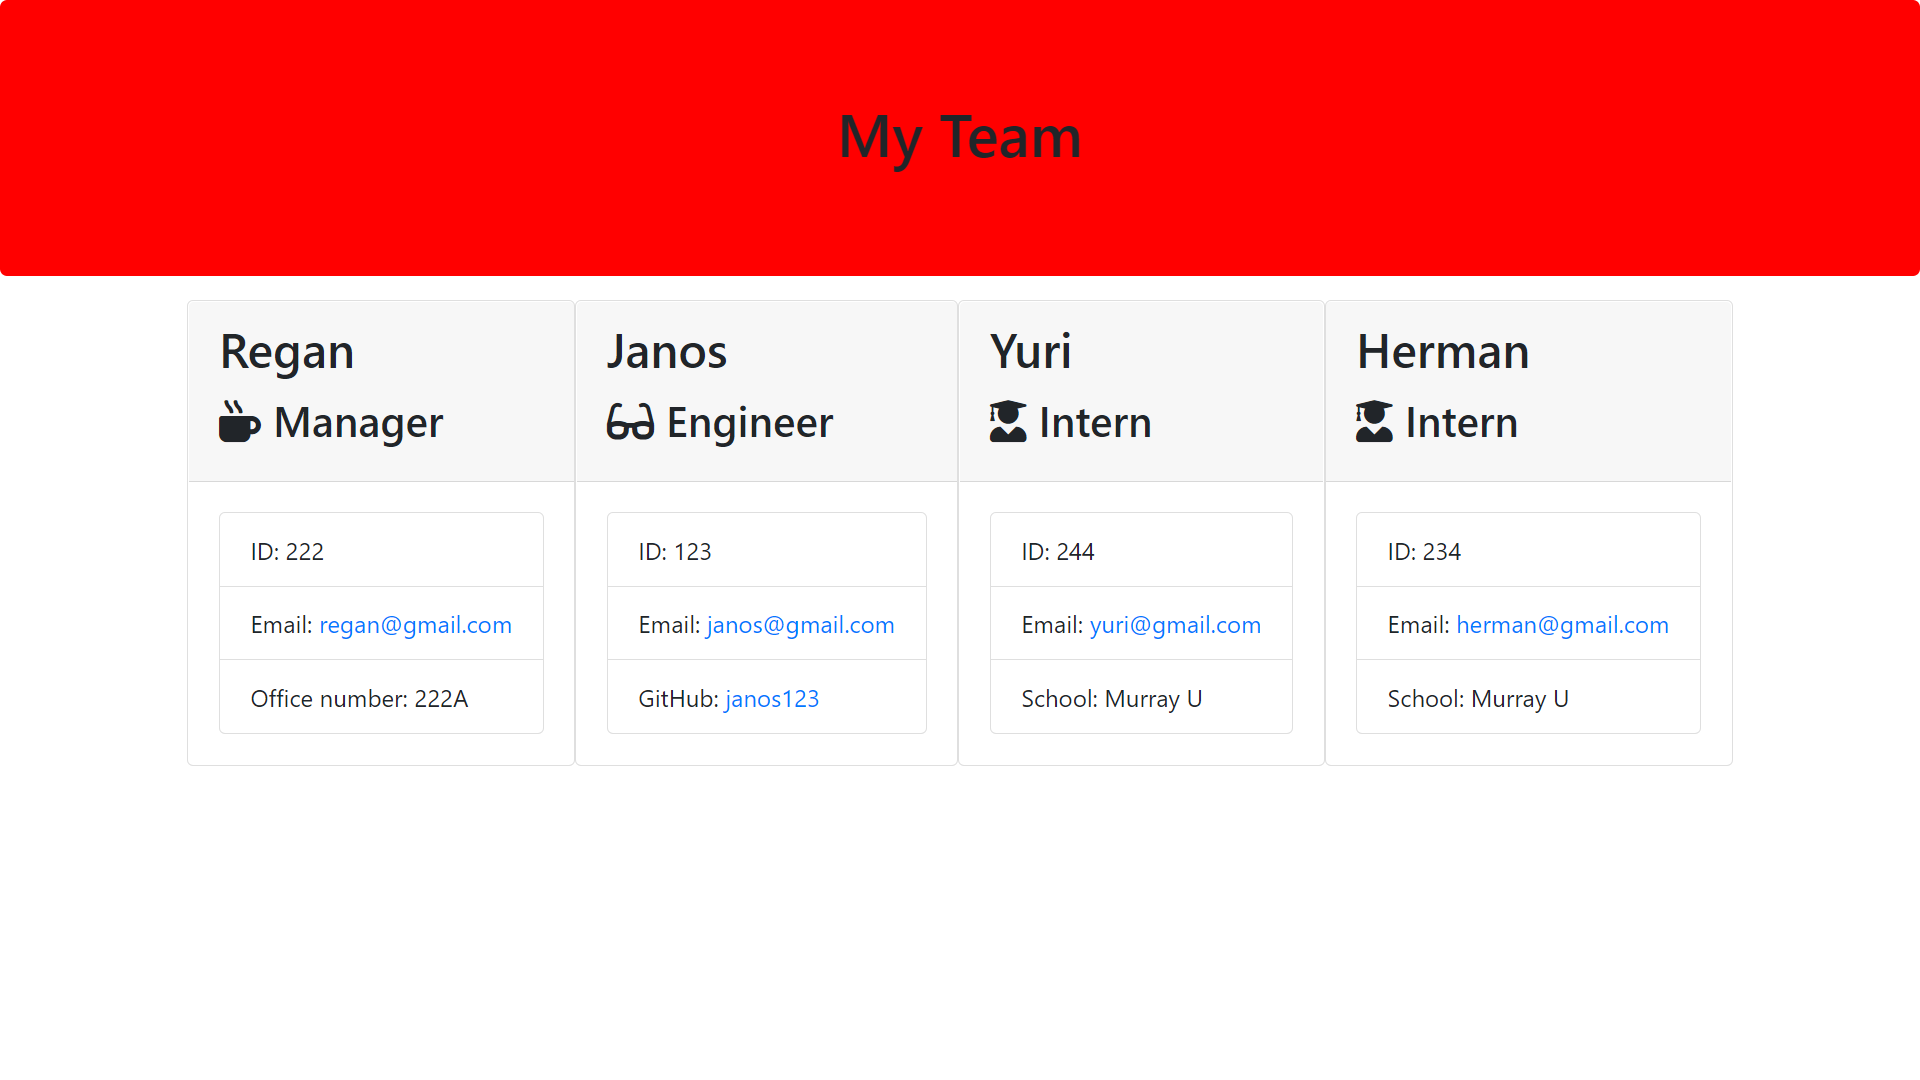 My Team
Regan
Manager
ID: 222
Email: regan@gmail.com
Office number: 222A
Janos
Engineer
ID: 123
Email: janos@gmail.com
GitHub: janos123
Yuri
Intern
ID: 244
Email: yuri@gmail.com
School: Murray U
Herman
Intern
ID: 234
Email: herman@gmail.com
School: Murray U